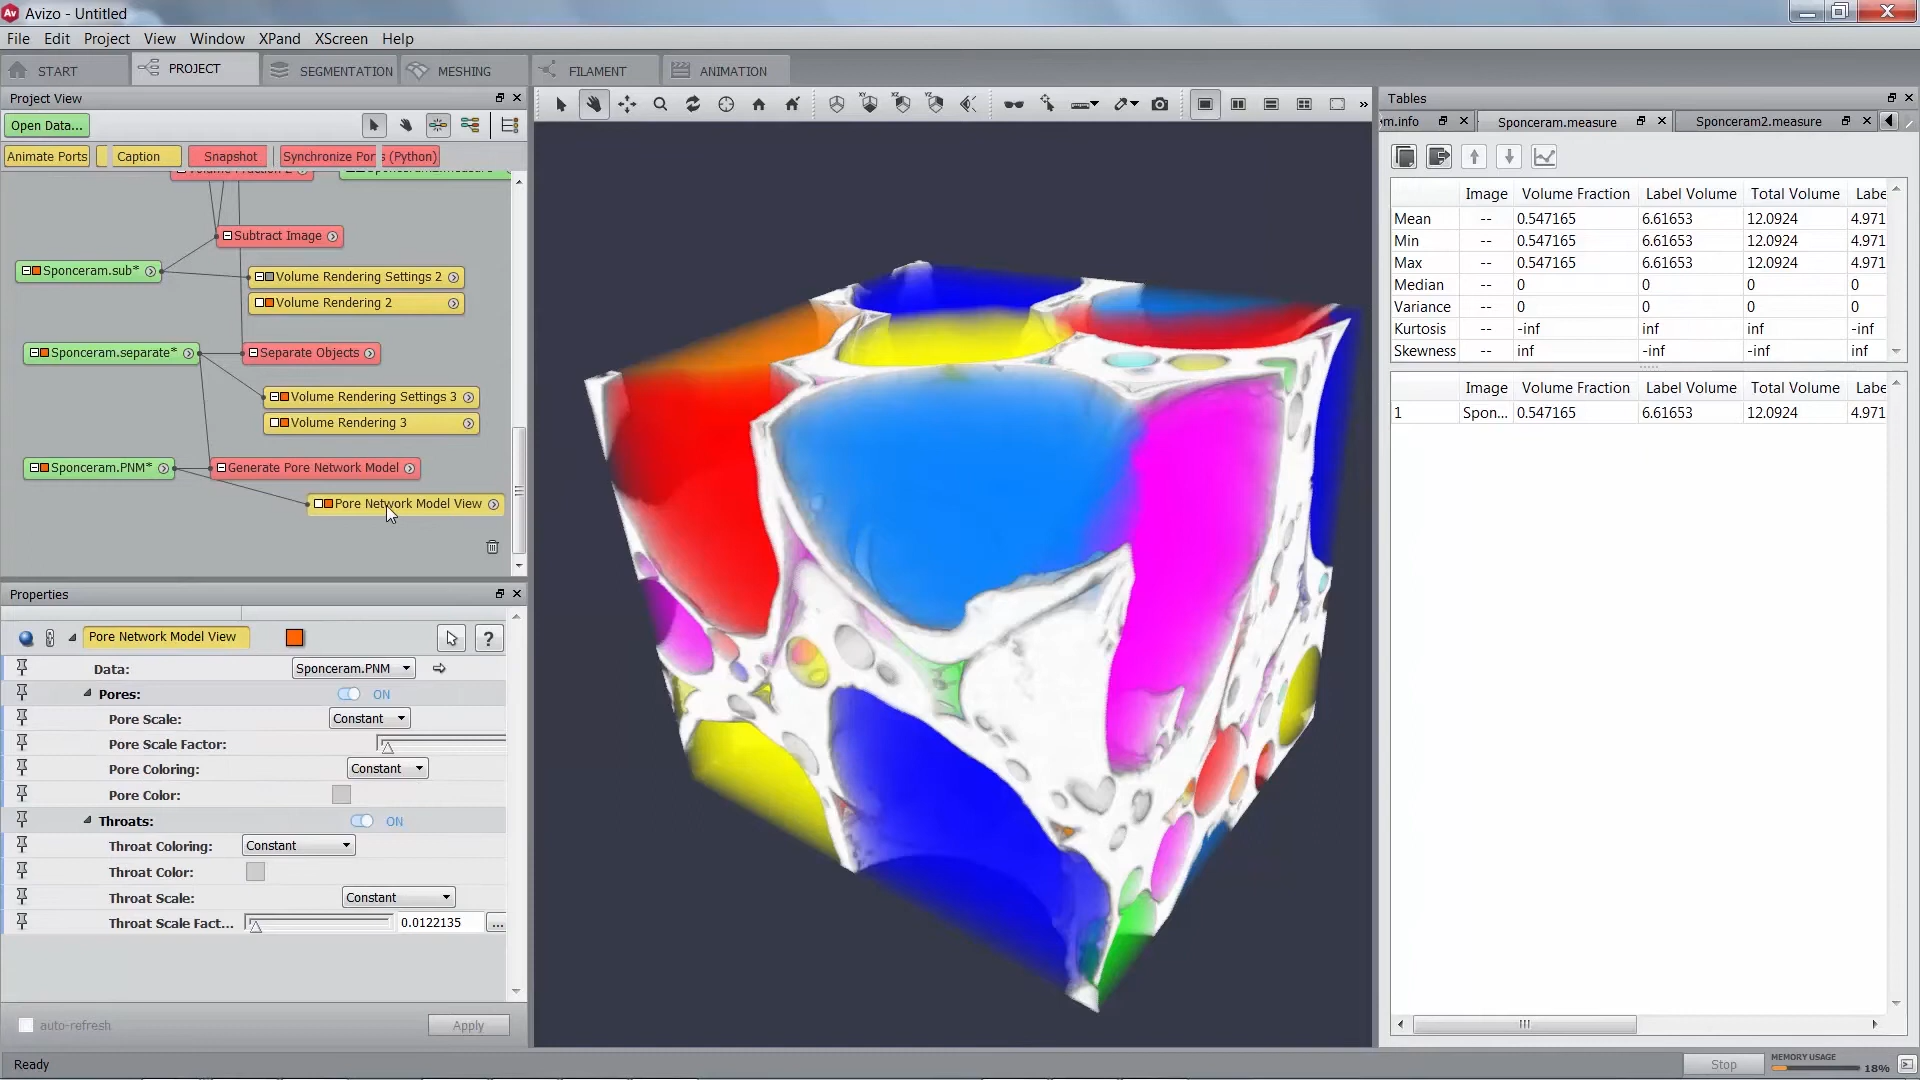 Avizo - Untitled
File Edit Project View Window XPand XScreen Help
START PROJECT SEGMENTATION MESHING FILAMENT ANIMATION
Project View
Open Data...
Animate Ports Caption Snapshot Synchronize Ports (Python)
Volume Fraction 2
Sponceram2.measure
Subtract Image
Sponceram.sub*
Volume Rendering Settings 2
Volume Rendering 2
Sponceram.separate*
Separate Objects
Volume Rendering Settings 3
Volume Rendering 3
Sponceram.PNM*
Generate Pore Network Model
Pore Network Model View
Properties
Pore Network Model View
?
Data: Sponceram.PNM
Pores: ON
Pore Scale: Constant
Pore Scale Factor:
Pore Coloring: Constant
Pore Color:
Throats: ON
Throat Coloring: Constant
Throat Color:
Throat Scale: Constant
Throat Scale Fact... 0.0122135 ...
auto-refresh Apply
XY XZ YZ »
Tables
m.info Sponceram.measure Sponceram2.measure
Image Volume Fraction Label Volume Total Volume Labe
Mean -- 0.547165 6.61653 12.0924 4.971
Min -- 0.547165 6.61653 12.0924 4.971
Max -- 0.547165 6.61653 12.0924 4.971
Median -- 0 0 0 0
Variance -- 0 0 0 0
Kurtosis -- -inf inf inf -inf
Skewness -- inf -inf -inf inf
Image Volume Fraction Label Volume Total Volume Labe
1 Spon... 0.547165 6.61653 12.0924 4.971
Ready
Stop MEMORY USAGE 18%